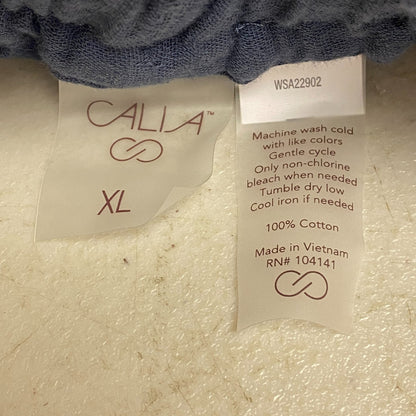 CALIA™
XL
WSA22902
Machine wash cold
with like colors
Gentle cycle
Only non-chlorine
bleach when needed
Tumble dry low
Cool iron if needed
100% Cotton
Made in Vietnam
RN# 104141